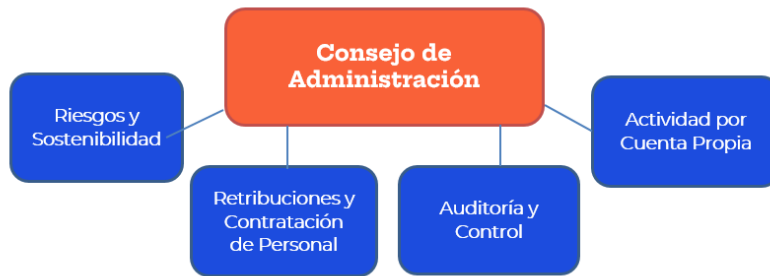 Consejo de
Administración
Riesgos y
Sostenibilidad
Retribuciones y
Contratación
de Personal
Auditoría y
Control
Actividad por
Cuenta Propia